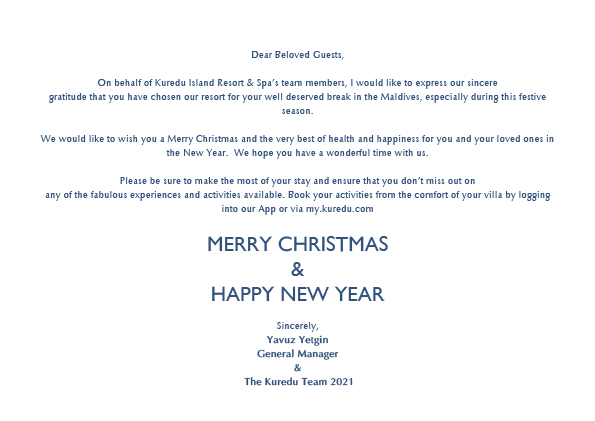 Dear Beloved Guests,
On behalf of Kuredu Island Resort & Spa's team members, I would like to express our sincere
gratitude that you have chosen our resort for your well deserved break in the Maldives, especially during this festive
season.
We would like to wish you a Merry Christmas and the very best of health and happiness for you and your loved ones in
the New Year.  We hope you have a wonderful time with us.
Please be sure to make the most of your stay and ensure that you don't miss out on
any of the fabulous experiences and activities available. Book your activities from the comfort of your villa by logging
into our App or via my.kuredu.com
MERRY CHRISTMAS
&
HAPPY NEW YEAR
Sincerely,
Yavuz Yetgin
General Manager
&
The Kuredu Team 2021